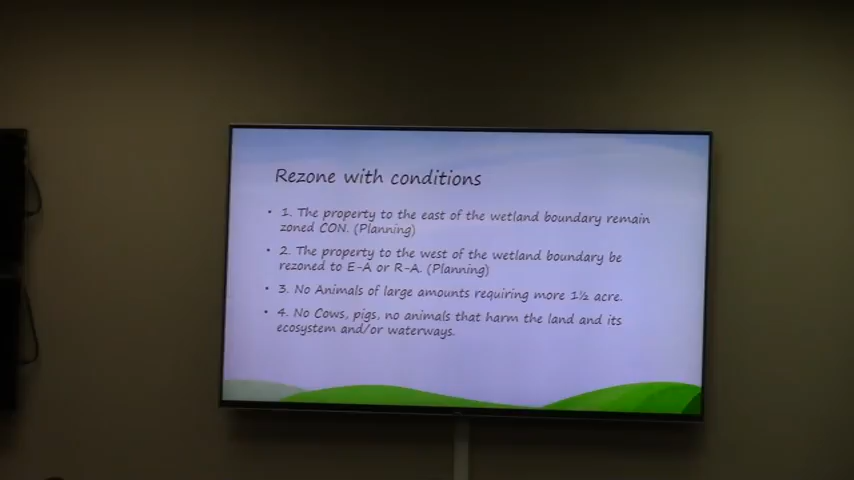 Rezone with conditions
• 1. The property to the east of the wetland boundary remain
zoned CON. (Planning)
• 2. The property to the west of the wetland boundary be
rezoned to E-A or R-A. (Planning)
• 3. No Animals of large amounts requiring more 1½ acre.
• 4. No Cows, pigs, no animals that harm the land and its
ecosystem and/or waterways.